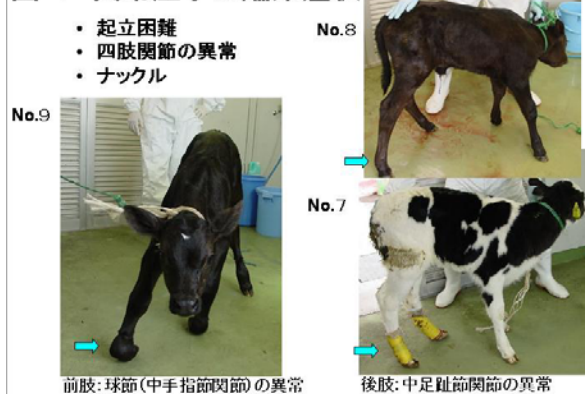 ・ 起立困難
・ 四肢関節の異常
・ ナックル
No.8
No.9
No.7
前肢:球節(中手指節関節)の異常
後肢:中足趾節関節の異常